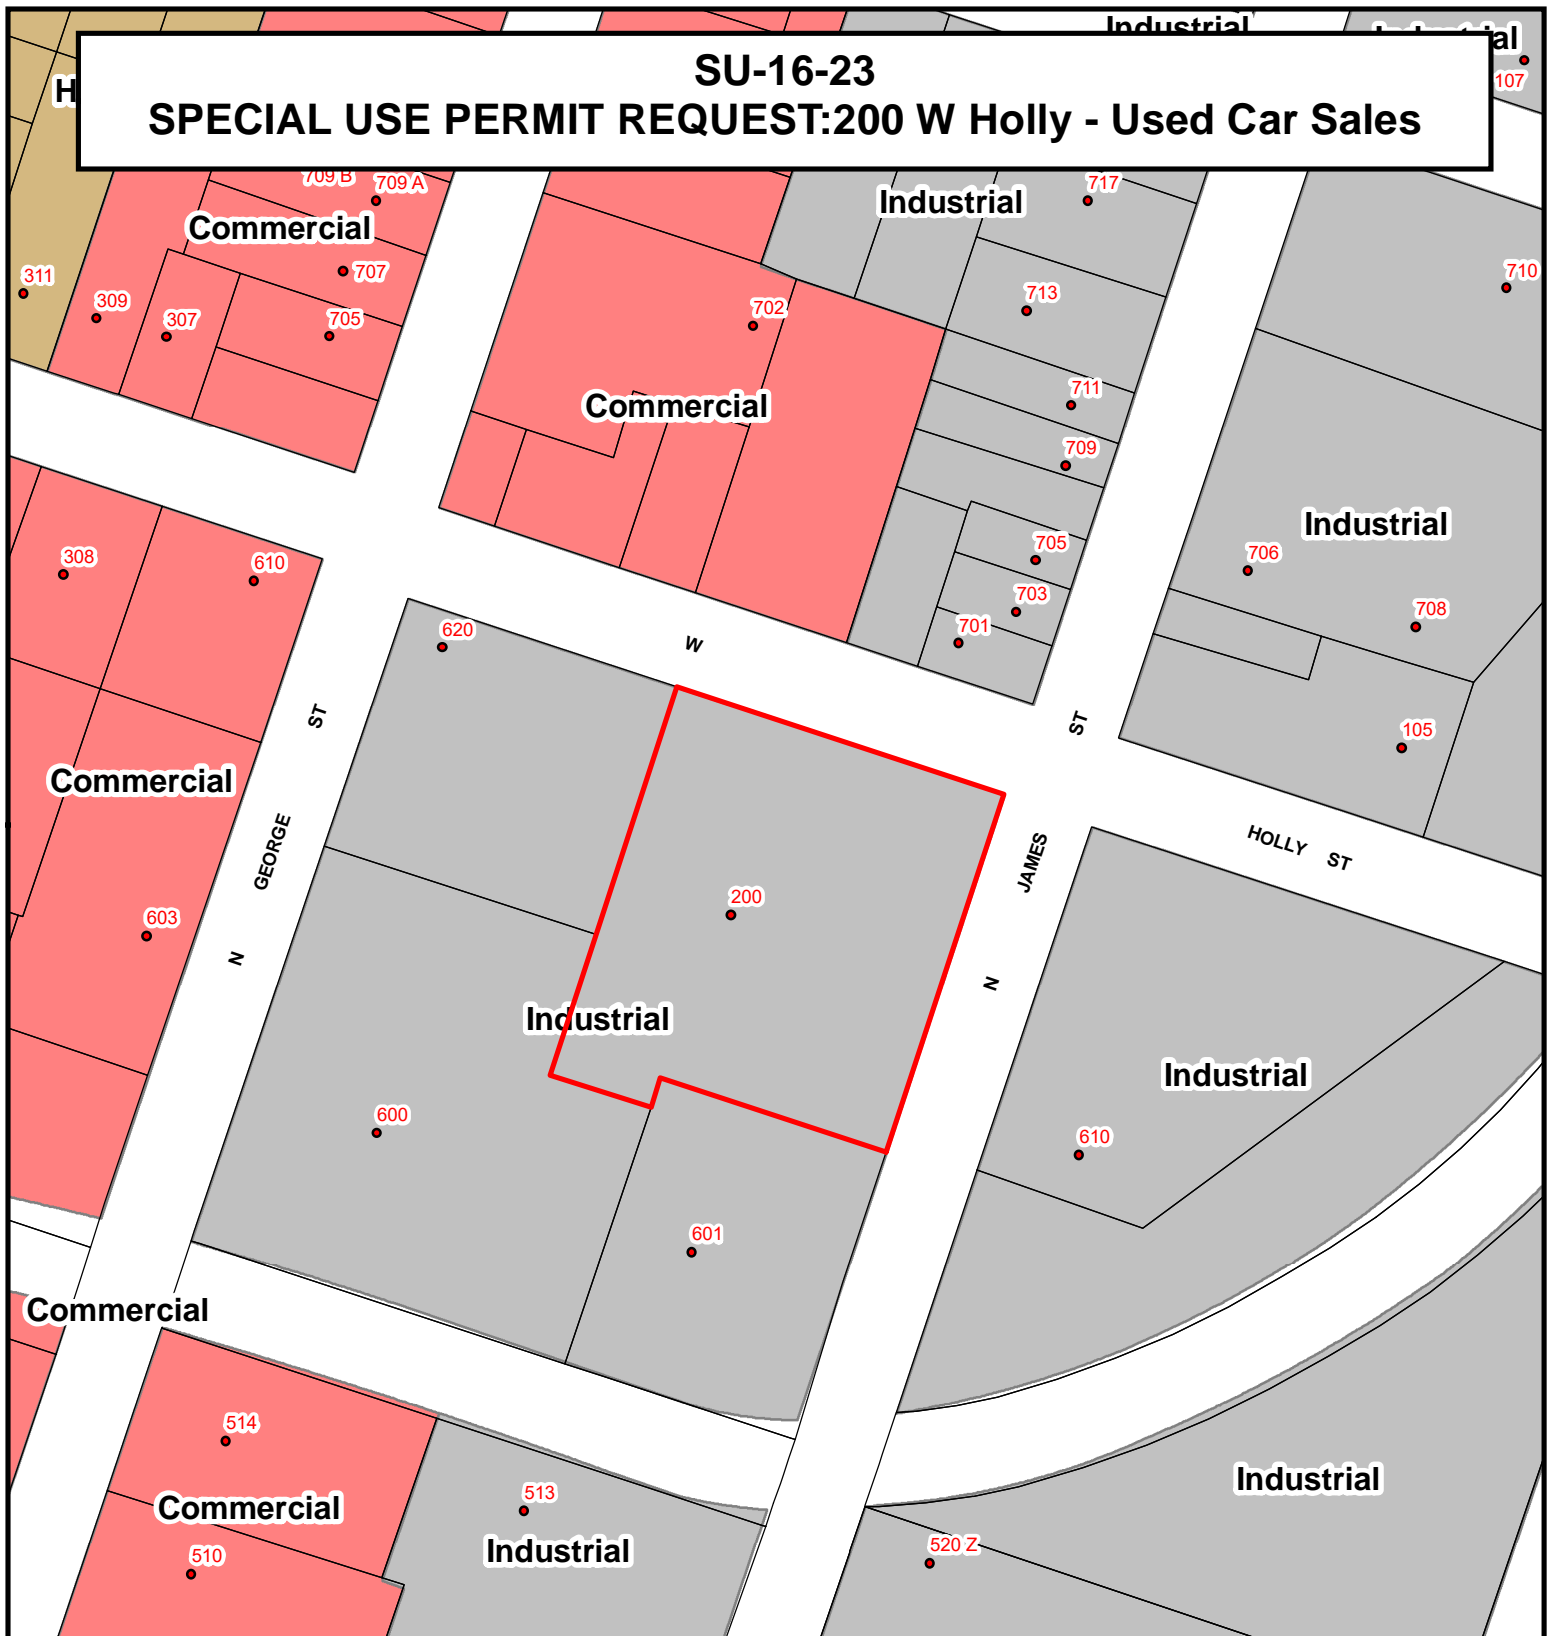 Industrial
SU-16-23
SPECIAL USE PERMIT REQUEST:200 W Holly - Used Car Sales
107
709 B
709 A
717
Commercial
Industrial
311
707
710
309
307
705
702
713
Commercial
711
709
Industrial
308
610
705
706
703
708
620
701
W
ST
ST
105
Commercial
GEORGE
JAMES
HOLLY ST
200
603
N
N
Industrial
Industrial
600
610
601
Commercial
514
Commercial
513
Industrial
Industrial
510
520 Z